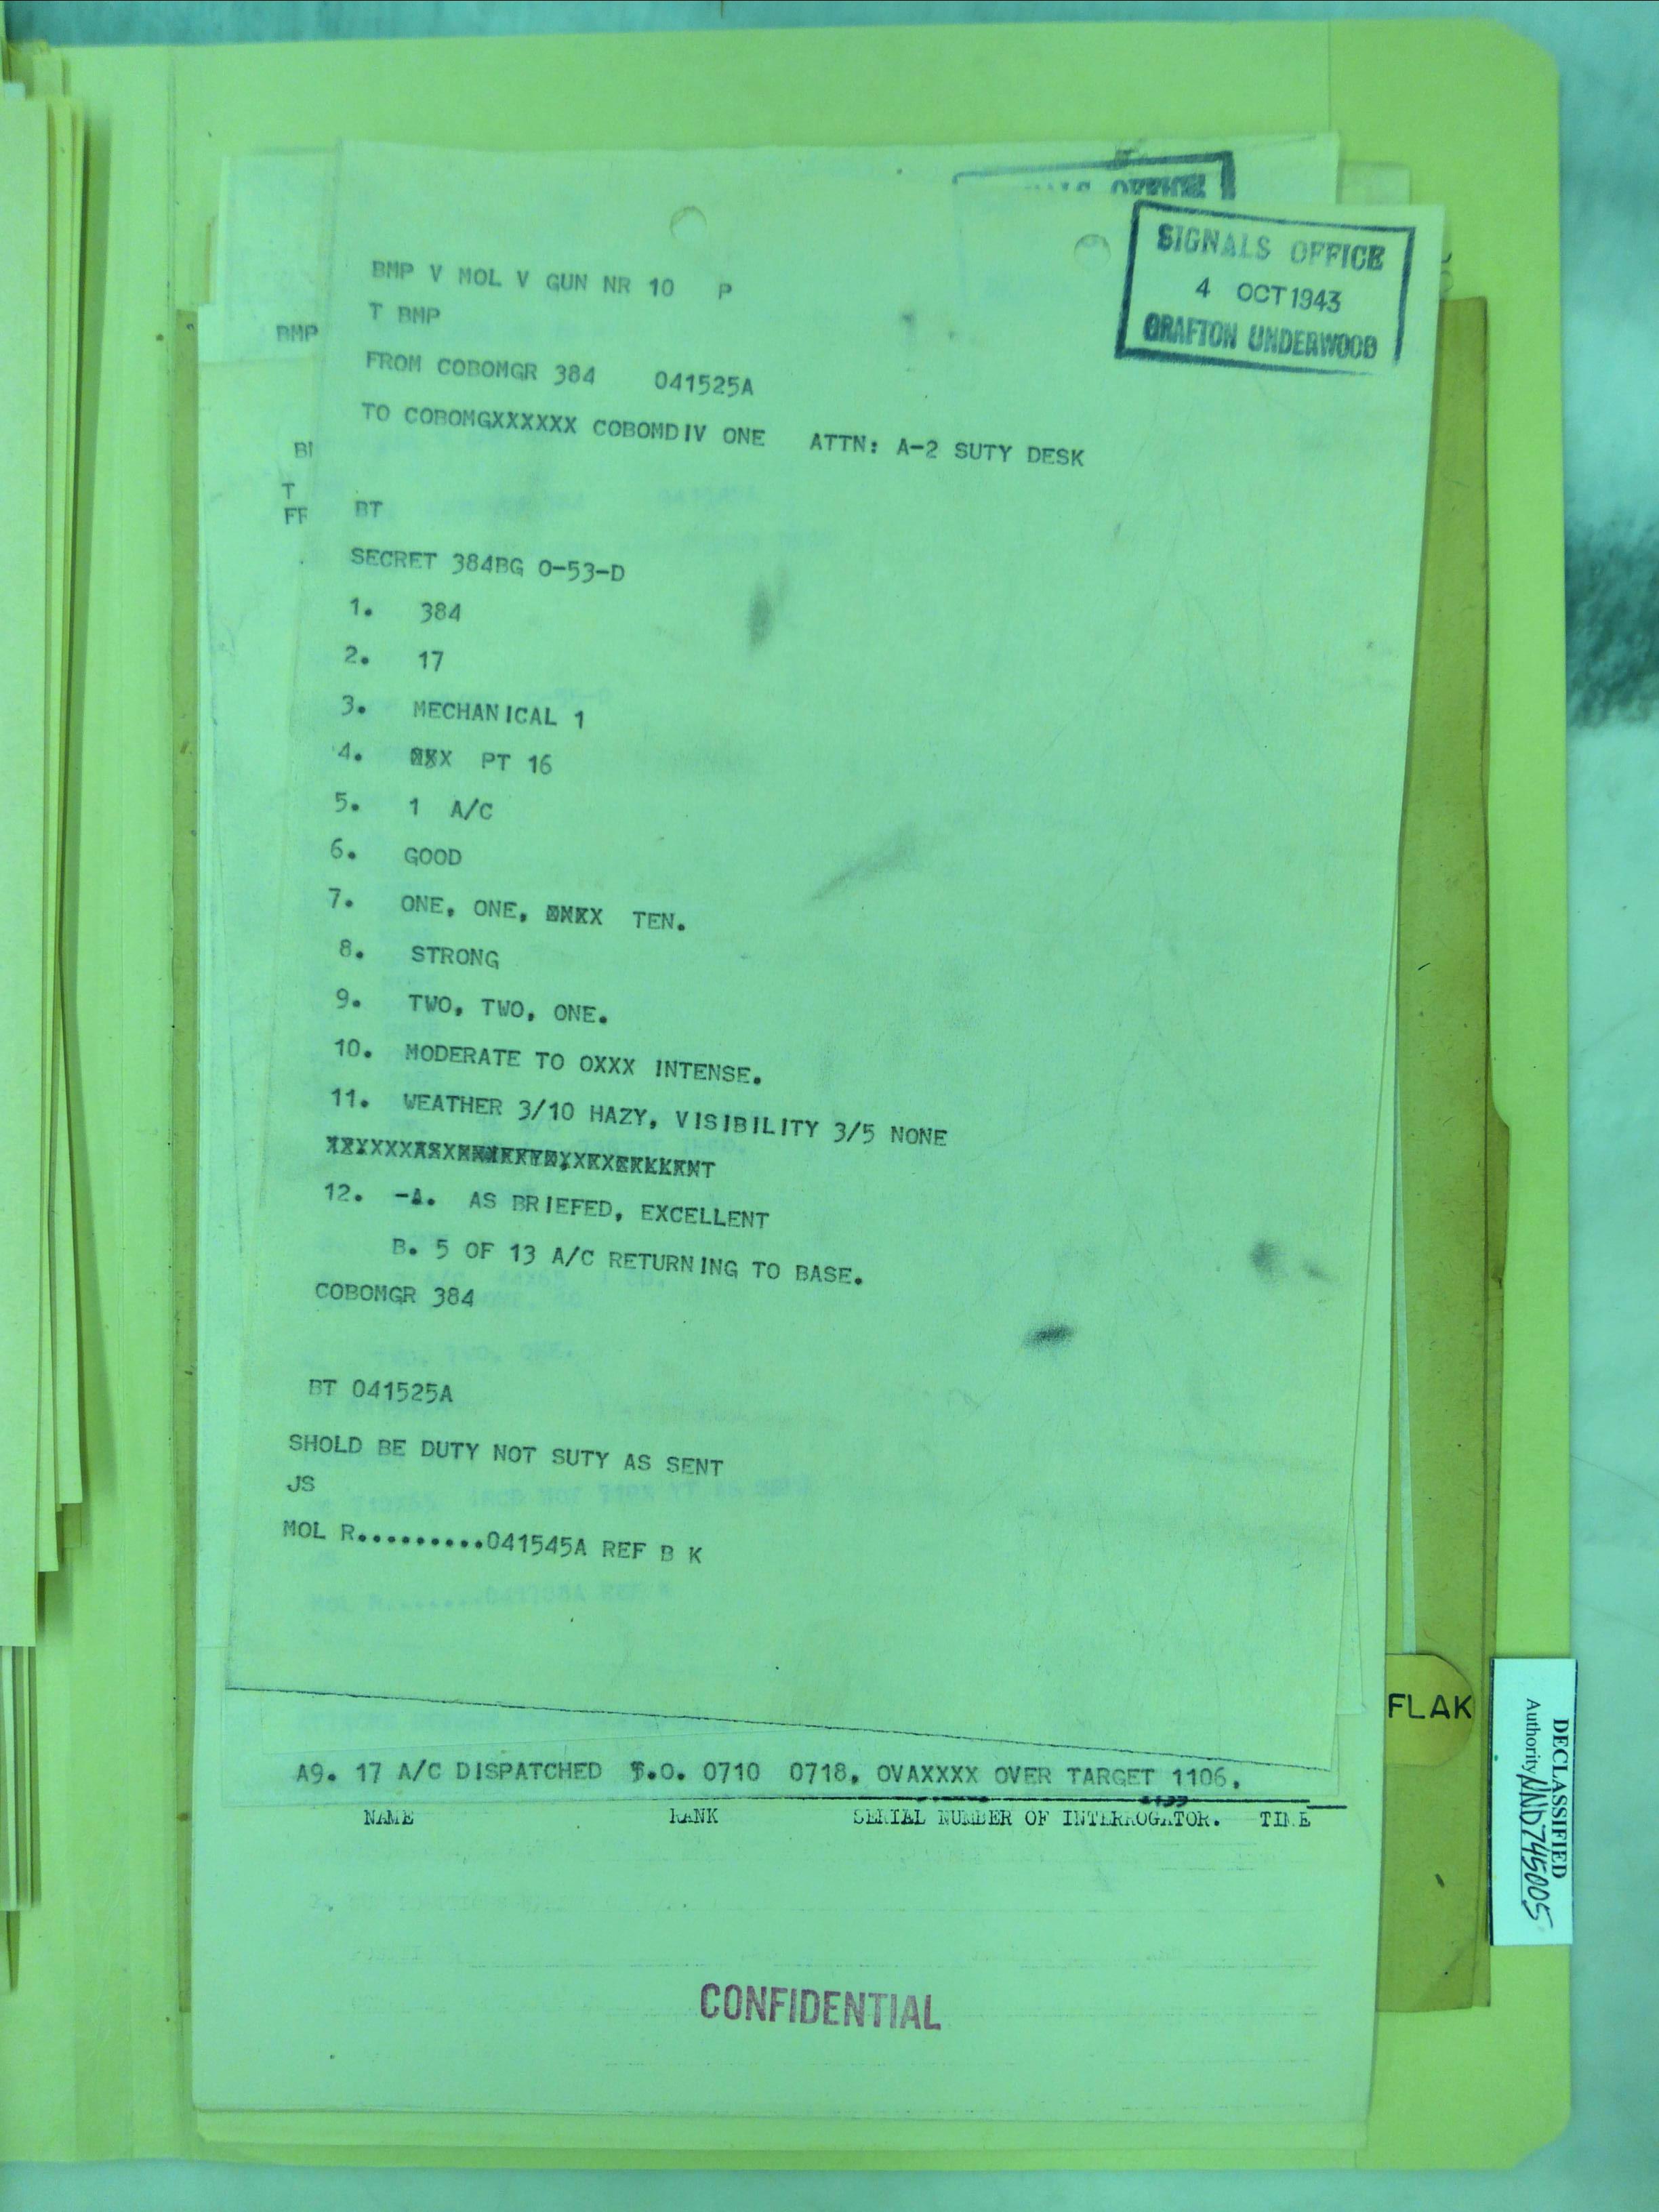 SIGNALS OFFICE
4 OCT 1943
GRAFTON UNDERWOOD
BMP V MOL V GUN NR 10 P
T BMP
BMP
FROM COBOMGR 384 041525A
TO COBOMGXXXXXX COBOMDIV ONE ATTN: A-2 SUTY DESK
T
FF
BT
SECRET 384BG O-53-D
1. 384
2. 17
3. MECHANICAL 1
4. XXX PT 16
5. 1 A/C
6. GOOD
7. ONE, ONE, TEN.
8. STRONG
9. TWO, TWO, ONE.
10. MODERATE TO OXXX INTENSE.
11. WEATHER 3/10 HAZY, VISIBILITY 3/5 NONE
12. -A. AS BRIEFED, EXCELLENT
B. 5 OF 13 A/C RETURNING TO BASE.
COBOMGR 384
BT 041525A
SHOLD BE DUTY NOT SUTY AS SENT
JS
MOL R.........041545A REF B K
A9. 17 A/C DISPATCHED T.O. 0710 0718. OVAXXXX OVER TARGET 1106.
NAME RANK SERIAL NUMBER OF INTERROGATOR. TIME
CONFIDENTIAL
FLAK
DECLASSIFIED
Authority NND745005